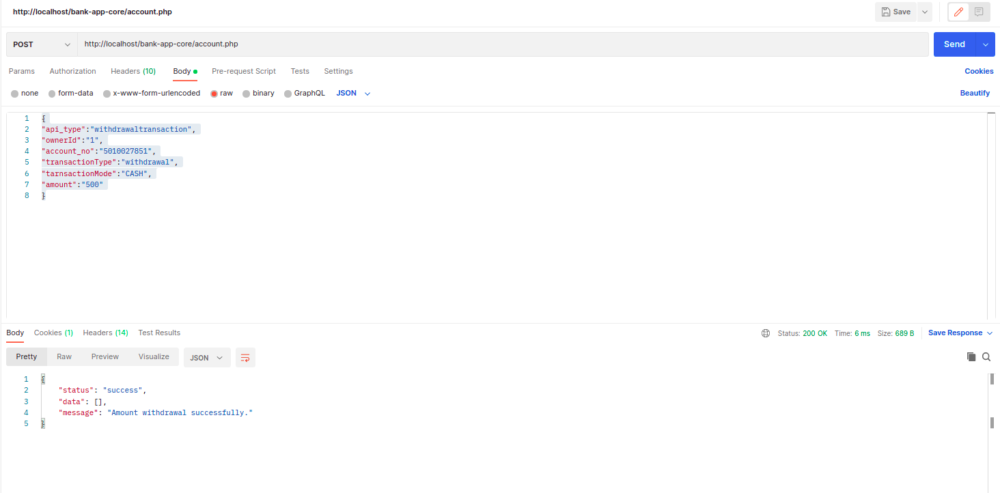 http://localhost/bank-app-core/account.php
Save
POST
http://localhost/bank-app-core/account.php
Send
Params Authorization Headers (10) Body Pre-request Script Tests Settings Cookies
none form-data x-www-form-urlencoded raw binary GraphQL JSON Beautify
1 {
2 "api_type":"withdrawaltransaction",
3 "ownerId":"1",
4 "account_no":"5010027851",
5 "transactionType":"withdrawal",
6 "tarnsactionMode":"CASH",
7 "amount":"500"
8 }
Body Cookies (1) Headers (14) Test Results Status: 200 OK Time: 6 ms Size: 689 B Save Response
Pretty Raw Preview Visualize JSON
1 {
2 "status": "success",
3 "data": [],
4 "message": "Amount withdrawal successfully."
5 }